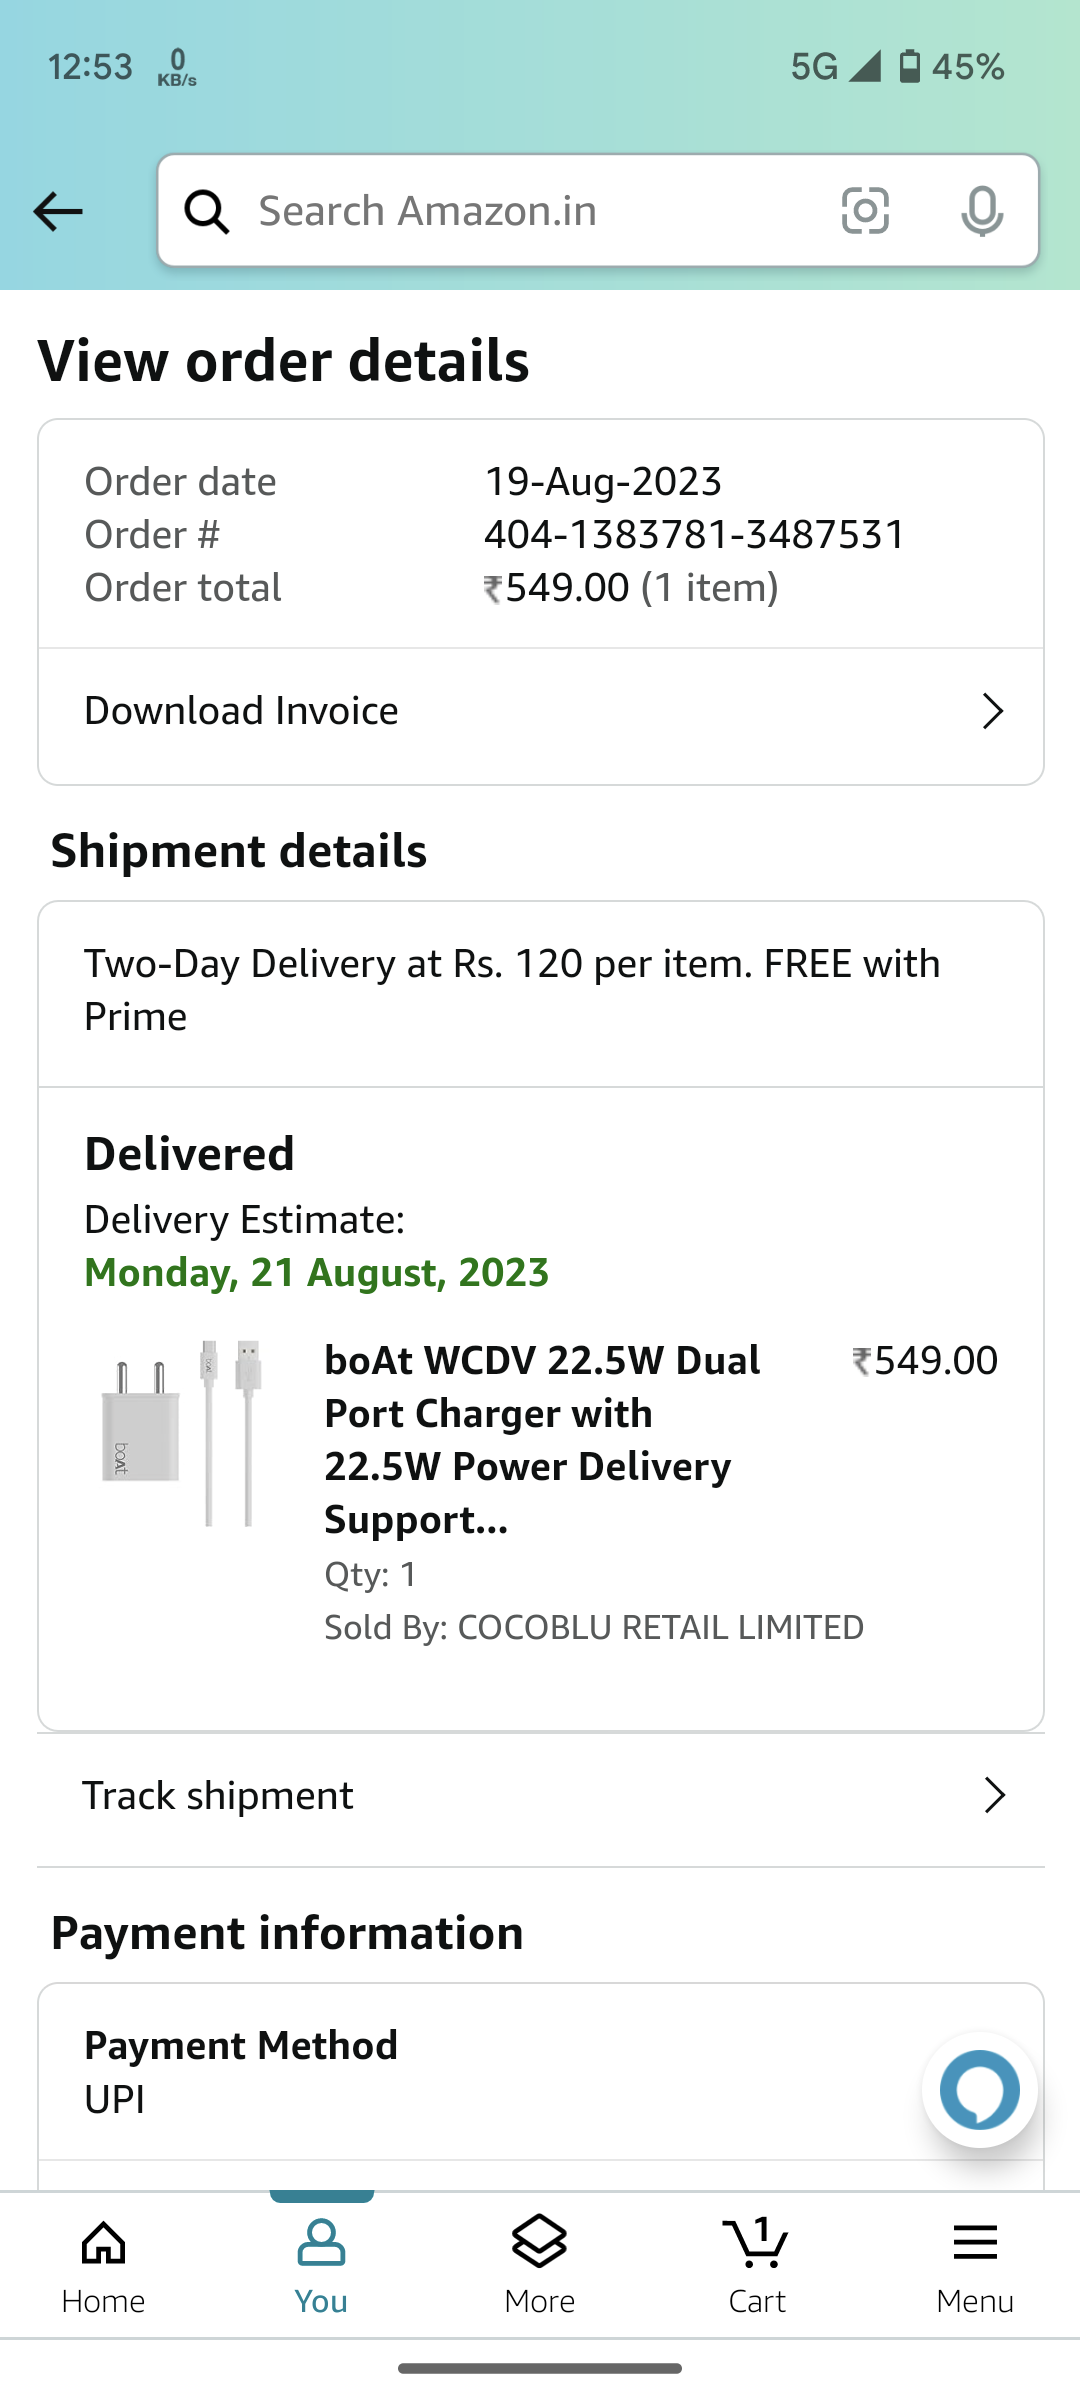 12:53 0 KB/s 5G 45%
Search Amazon.in
View order details
Order date 19-Aug-2023
Order # 404-1383781-3487531
Order total ₹549.00 (1 item)
Download Invoice
Shipment details
Two-Day Delivery at Rs. 120 per item. FREE with
Prime
Delivered
Delivery Estimate:
Monday, 21 August, 2023
boAt
boAt
boAt WCDV 22.5W Dual ₹549.00
Port Charger with
22.5W Power Delivery
Support...
Qty: 1
Sold By: COCOBLU RETAIL LIMITED
Track shipment
Payment information
Payment Method
UPI
1
Home You More Cart Menu